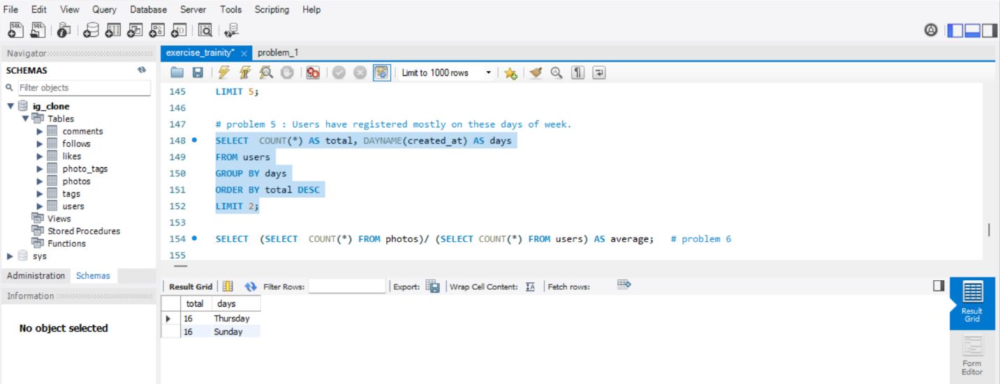 File Edit View Query Database Server Tools Scripting Help
Navigator
SCHEMAS
Filter objects
ig_clone
Tables
comments
follows
likes
photo_tags
photos
tags
users
Views
Stored Procedures
Functions
sys
Administration Schemas
Information
No object selected
exercise_trainity* × problem_1
Limit to 1000 rows
145 LIMIT 5;
146
147 # problem 5 : Users have registered mostly on these days of week.
148 SELECT COUNT(*) AS total, DAYNAME(created_at) AS days
149 FROM users
150 GROUP BY days
151 ORDER BY total DESC
152 LIMIT 2;
153
154 SELECT (SELECT COUNT(*) FROM photos)/ (SELECT COUNT(*) FROM users) AS average; # problem 6
155
Result Grid Filter Rows: Export: Wrap Cell Content: Fetch rows:
total days
16 Thursday
16 Sunday
Result
Grid
Form
Editor